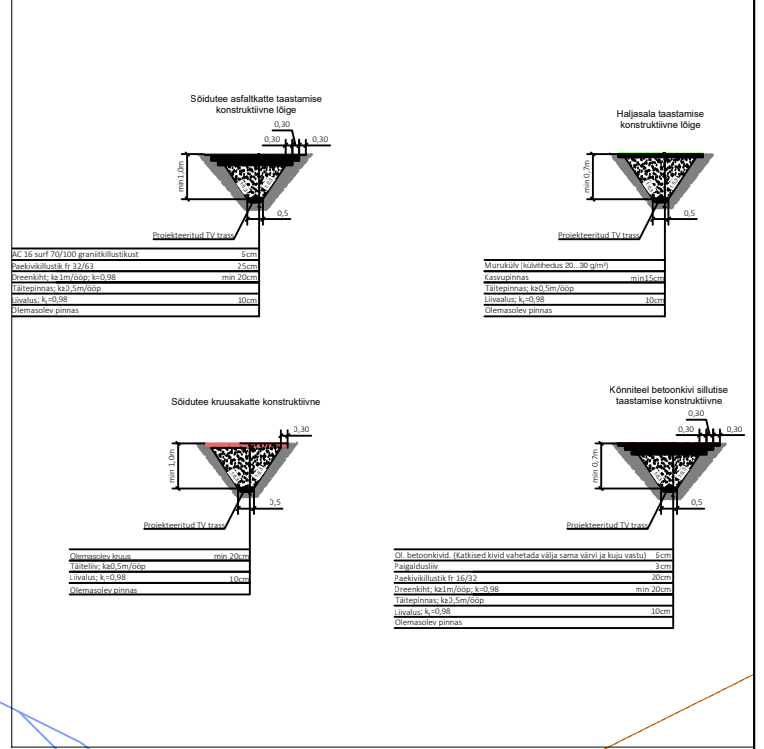 Sõidutee asfaltkatte taastamise
konstruktiivne lõige
0,30
0,30
0,30
min1,0m
0,5
Projekteeritud TV trass
AC 16 surf 70/100 graniitkillustikust 6cm
Paekivikillustik fr 32/63 25cm
Dreenkiht; k≥1m/ööp; k=0,98 min 20cm
Täitepinnas; k≥0,5m/ööp
Liivalus; kₜ=0,98 10cm
Olemasolev pinnas
Haljasala taastamise
konstruktiivne lõige
min0,7m
0,5
Projekteeritud TV trass
Murukülv (külvitihedus 20...30 g/m²)
Kasvupinnas min15cm
Täitepinnas; k≥0,5m/ööp
Liivaalus; kₜ=0,98 10cm
Olemasolev pinnas
Sõidutee kruusakatte konstruktiivne
0,30
min 1,0m
0,5
Projekteeritud TV trass
Olemasolev kruus min 20cm
Täiteliiv; k≥0,5m/ööp
Liivalus; kₜ=0,98 10cm
Olemasolev pinnas
Kõnniteel betoonkivi sillutise
taastamise konstruktiivne
0,30
0,30
0,30
min 0,7m
0,5
Projekteeritud TV trass
Ol. betoonkivid. (Katkised kivid vahetada välja sama värvi ja kuju vastu) 6cm
Paigaldusliiv 3cm
Paekivikillustik fr 16/32 20cm
Dreenkiht; k≥1m/ööp; k=0,98 min 20cm
Täitepinnas; k≥0,5m/ööp
Liivalus; kₜ=0,98 10cm
Olemasolev pinnas